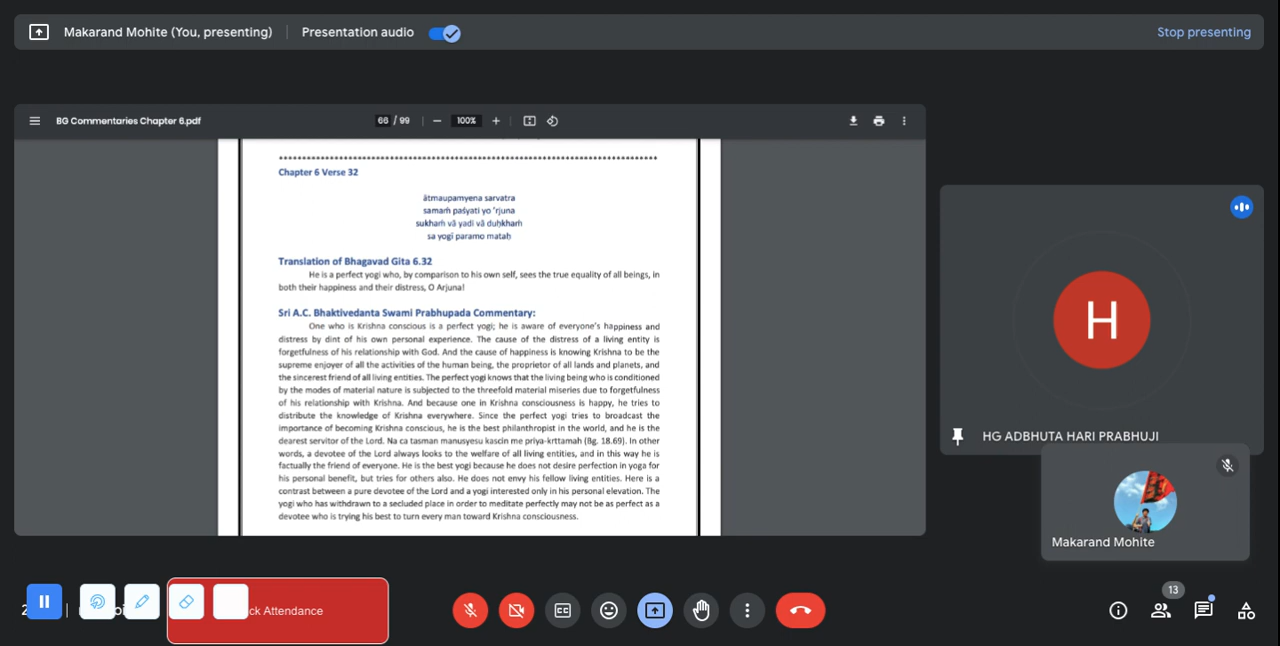 Makarand Mohite (You, presenting)
Presentation audio
Stop presenting
BG Commentaries Chapter 6.pdf
66 / 99
100%
Chapter 6 Verse 32
ātmaupamyena sarvatra
samaṁ paśyati yo 'rjuna
sukhaṁ vā yadi vā duḥkhaṁ
sa yogī paramo mataḥ
Translation of Bhagavad Gita 6.32
He is a perfect yogi who, by comparison to his own self, sees the true equality of all beings, in
both their happiness and their distress, O Arjuna!
Sri A.C. Bhaktivedanta Swami Prabhupada Commentary:
One who is Krishna conscious is a perfect yogi; he is aware of everyone's happiness and
distress by dint of his own personal experience. The cause of the distress of a living entity is
forgetfulness of his relationship with God. And the cause of happiness is knowing Krishna to be the
supreme enjoyer of all the activities of the human being, the proprietor of all lands and planets, and
the sincerest friend of all living entities. The perfect yogi knows that the living being who is conditioned
by the modes of material nature is subjected to the threefold material miseries due to forgetfulness
of his relationship with Krishna. And because one in Krishna consciousness is happy, he tries to
distribute the knowledge of Krishna everywhere. Since the perfect yogi tries to broadcast the
importance of becoming Krishna conscious, he is the best philanthropist in the world, and he is the
dearest servitor of the Lord. Na ca tasman manusyesu kascin me priya-krttamah (Bg. 18.69). In other
words, a devotee of the Lord always looks to the welfare of all living entities, and in this way he is
factually the friend of everyone. He is the best yogi because he does not desire perfection in yoga for
his personal benefit, but tries for others also. He does not envy his fellow living entities. Here is a
contrast between a pure devotee of the Lord and a yogi interested only in his personal elevation. The
yogi who has withdrawn to a secluded place in order to meditate perfectly may not be as perfect as a
devotee who is trying his best to turn every man toward Krishna consciousness.
H
HG ADBHUTA HARI PRABHUJI
Makarand Mohite
ck Attendance
13